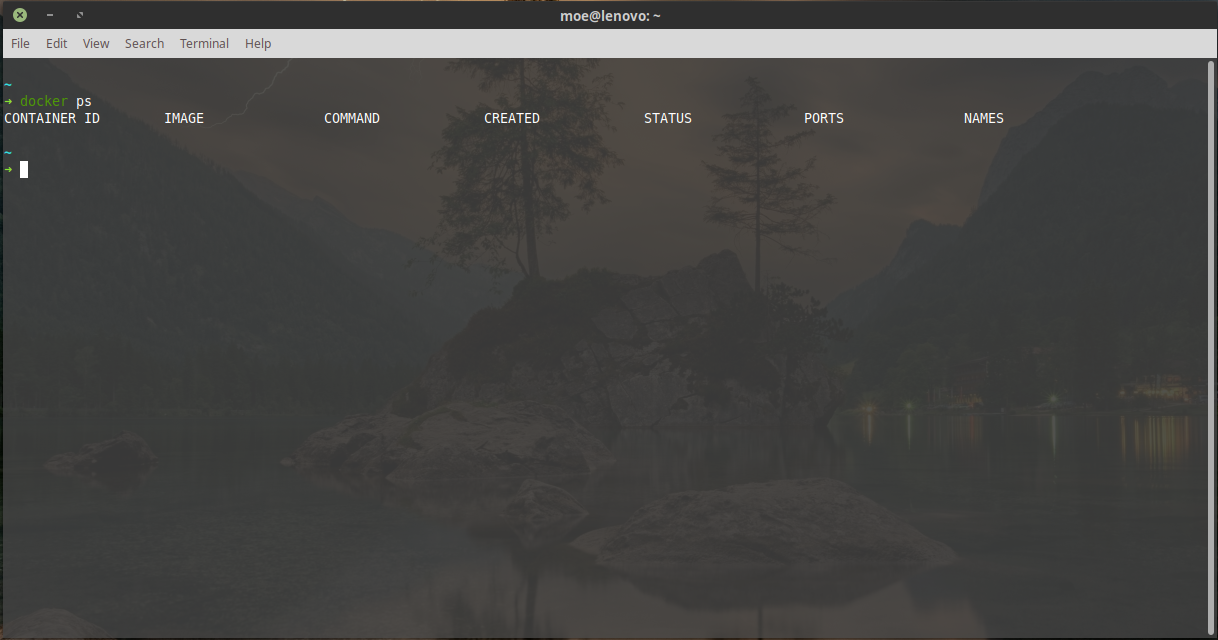 moe@lenovo: ~
File Edit View Search Terminal Help
~
➜ docker ps
CONTAINER ID IMAGE COMMAND CREATED STATUS PORTS NAMES
~
➜